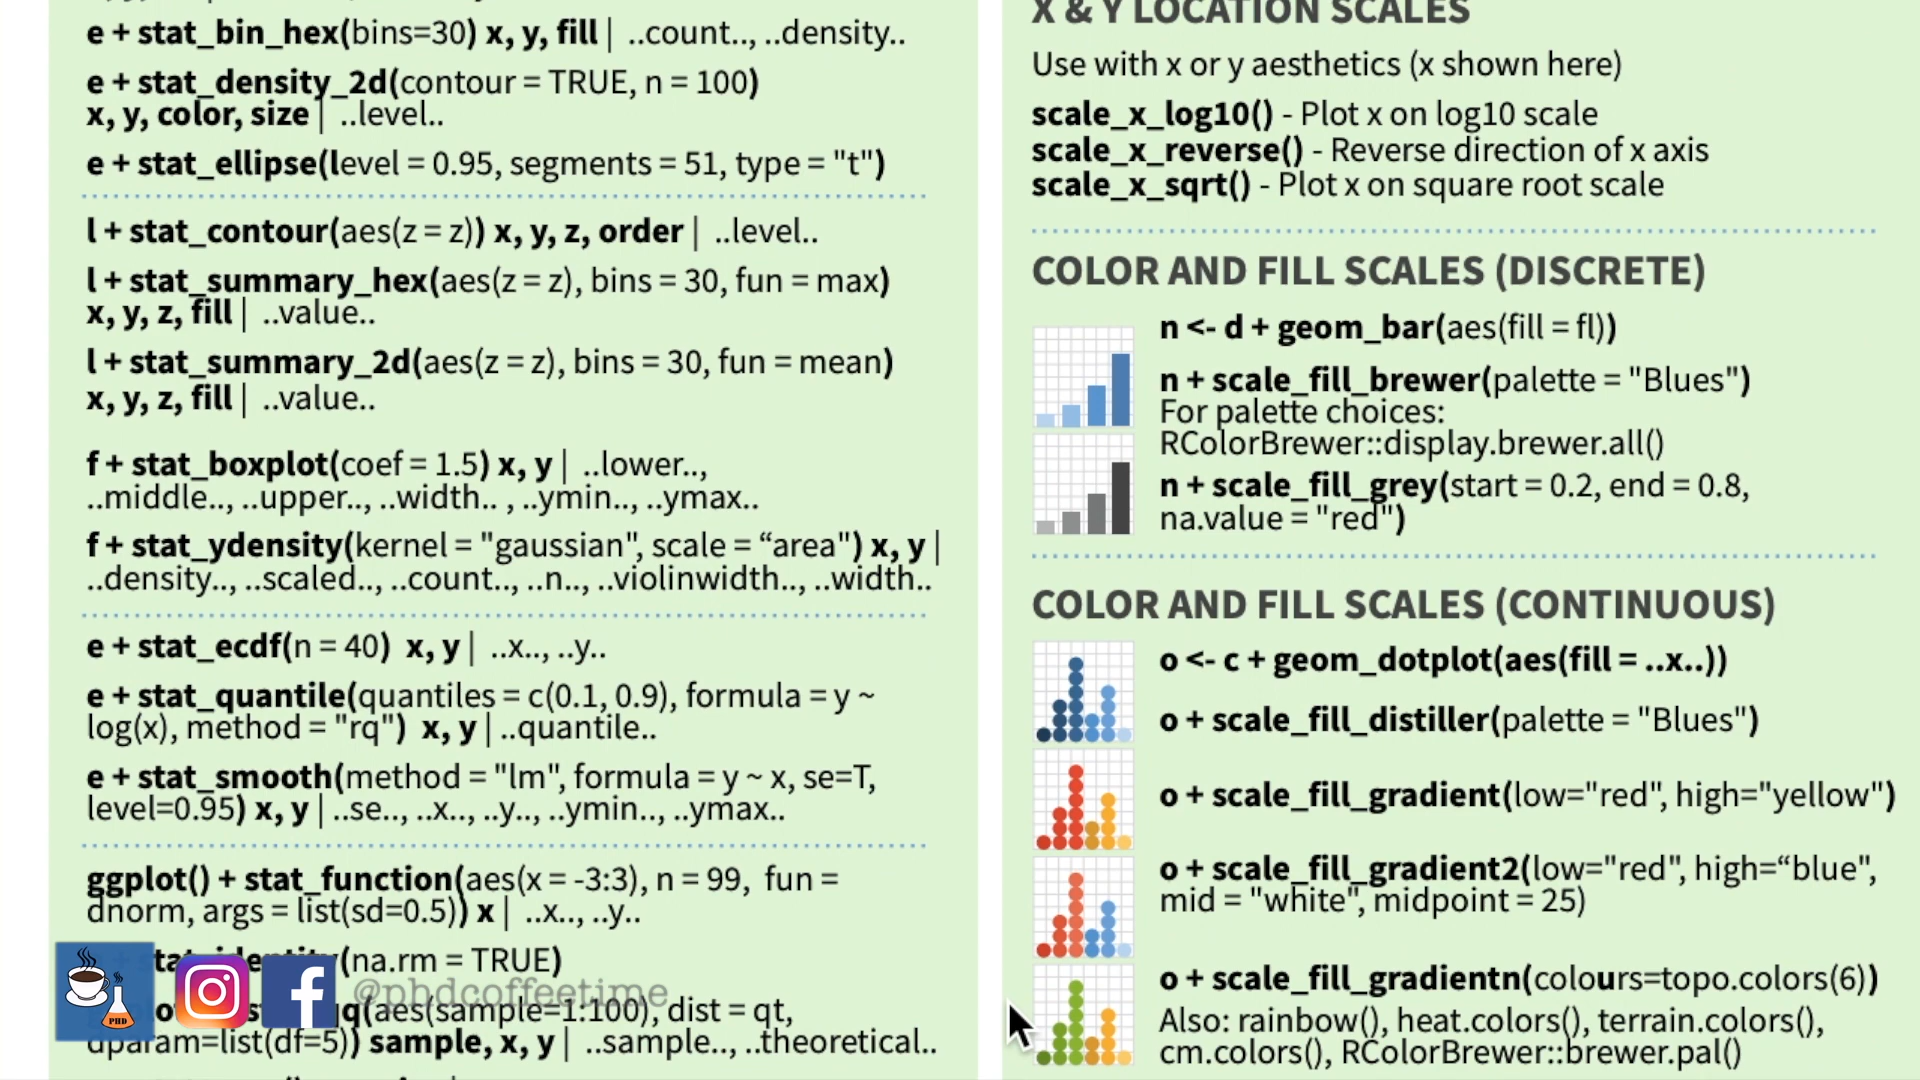 e + stat_bin_hex(bins=30) x, y, fill | ..count.., ..density..
e + stat_density_2d(contour = TRUE, n = 100)
x, y, color, size | ..level..
e + stat_ellipse(level = 0.95, segments = 51, type = "t")
l + stat_contour(aes(z = z)) x, y, z, order | ..level..
l + stat_summary_hex(aes(z = z), bins = 30, fun = max)
x, y, z, fill | ..value..
l + stat_summary_2d(aes(z = z), bins = 30, fun = mean)
x, y, z, fill | ..value..
f + stat_boxplot(coef = 1.5) x, y | ..lower..,
..middle.., ..upper.., ..width.. , ..ymin.., ..ymax..
f + stat_ydensity(kernel = "gaussian", scale = “area") x, y |
..density.., ..scaled.., ..count.., ..n.., ..violinwidth.., ..width..
e + stat_ecdf(n = 40) x, y | ..x.., ..y..
e + stat_quantile(quantiles = c(0.1, 0.9), formula = y ~
log(x), method = "rq") x, y | ..quantile..
e + stat_smooth(method = "lm", formula = y ~ x, se=T,
level=0.95) x, y | ..se.., ..x.., ..y.., ..ymin.., ..ymax..
ggplot() + stat_function(aes(x = -3:3), n = 99, fun =
dnorm, args = list(sd=0.5)) x | ..x.., ..y..
stat_identity(na.rm = TRUE)
PHD
@phdcoffeetime
(aes(sample=1:100), dist = qt,
dparam=list(df=5)) sample, x, y | ..sample.., ..theoretical..
X & Y LOCATION SCALES
Use with x or y aesthetics (x shown here)
scale_x_log10() - Plot x on log10 scale
scale_x_reverse() - Reverse direction of x axis
scale_x_sqrt() - Plot x on square root scale
COLOR AND FILL SCALES (DISCRETE)
n <- d + geom_bar(aes(fill = fl))
n + scale_fill_brewer(palette = "Blues")
For palette choices:
RColorBrewer::display.brewer.all()
n + scale_fill_grey(start = 0.2, end = 0.8,
na.value = "red")
COLOR AND FILL SCALES (CONTINUOUS)
o <- c + geom_dotplot(aes(fill = ..x..))
o + scale_fill_distiller(palette = "Blues")
o + scale_fill_gradient(low="red", high="yellow")
o + scale_fill_gradient2(low="red", high=“blue",
mid = "white", midpoint = 25)
o + scale_fill_gradientn(colours=topo.colors(6))
Also: rainbow(), heat.colors(), terrain.colors(),
cm.colors(), RColorBrewer::brewer.pal()